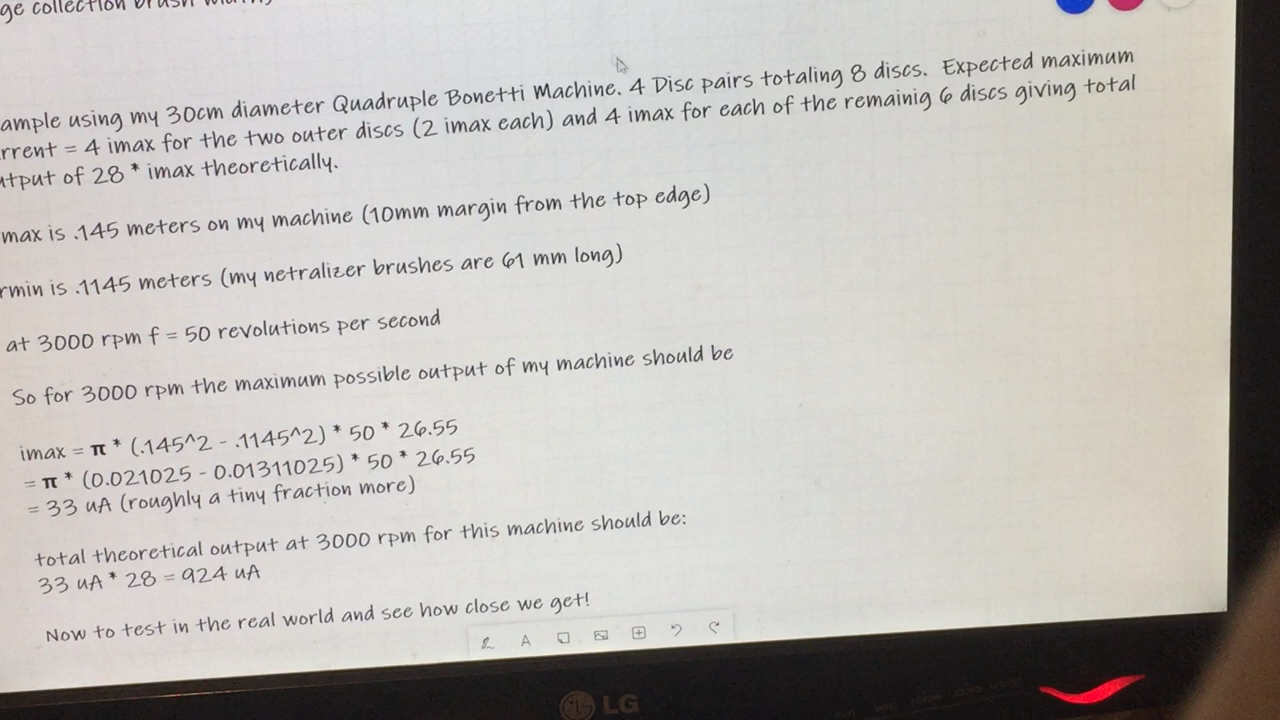 ge collection brush
ample using my 30cm diameter Quadruple Bonetti Machine. 4 Disc pairs totaling 8 discs. Expected maximum
rrent = 4 imax for the two outer discs (2 imax each) and 4 imax for each of the remainig 6 discs giving total
utput of 28 * imax theoretically.
max is .145 meters on my machine (10mm margin from the top edge)
rmin is .1145 meters (my netralizer brushes are 61 mm long)
at 3000 rpm f = 50 revolutions per second
So for 3000 rpm the maximum possible output of my machine should be
imax = π * (.145^2 - .1145^2) * 50 * 26.55
= π * (0.021025 - 0.01311025) * 50 * 26.55
= 33 uA (roughly a tiny fraction more)
total theoretical output at 3000 rpm for this machine should be:
33 uA * 28 = 924 uA
Now to test in the real world and see how close we get!
A
LG